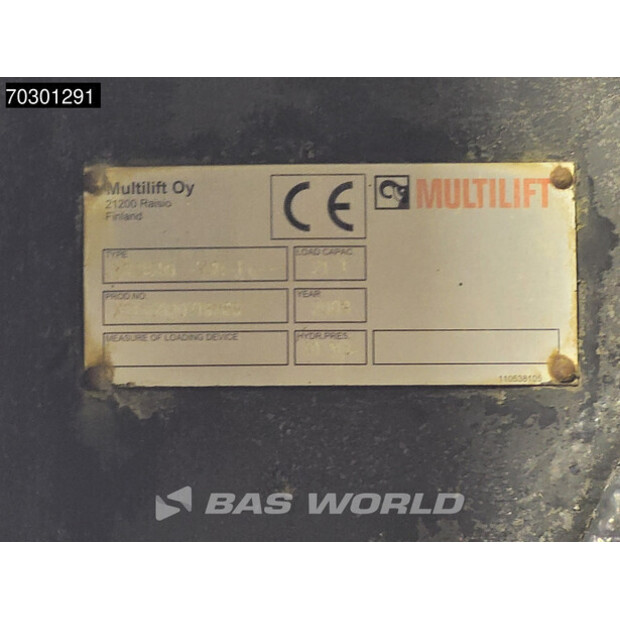 70301291
Multilift Oy
21200 Raisio
Finland
CE
MULTILIFT
TYPE
LOAD CAPAC.
PROD.NO.
YEAR
MEASURE OF LOADING DEVICE
HYDR.PRES.
110538105
BAS WORLD